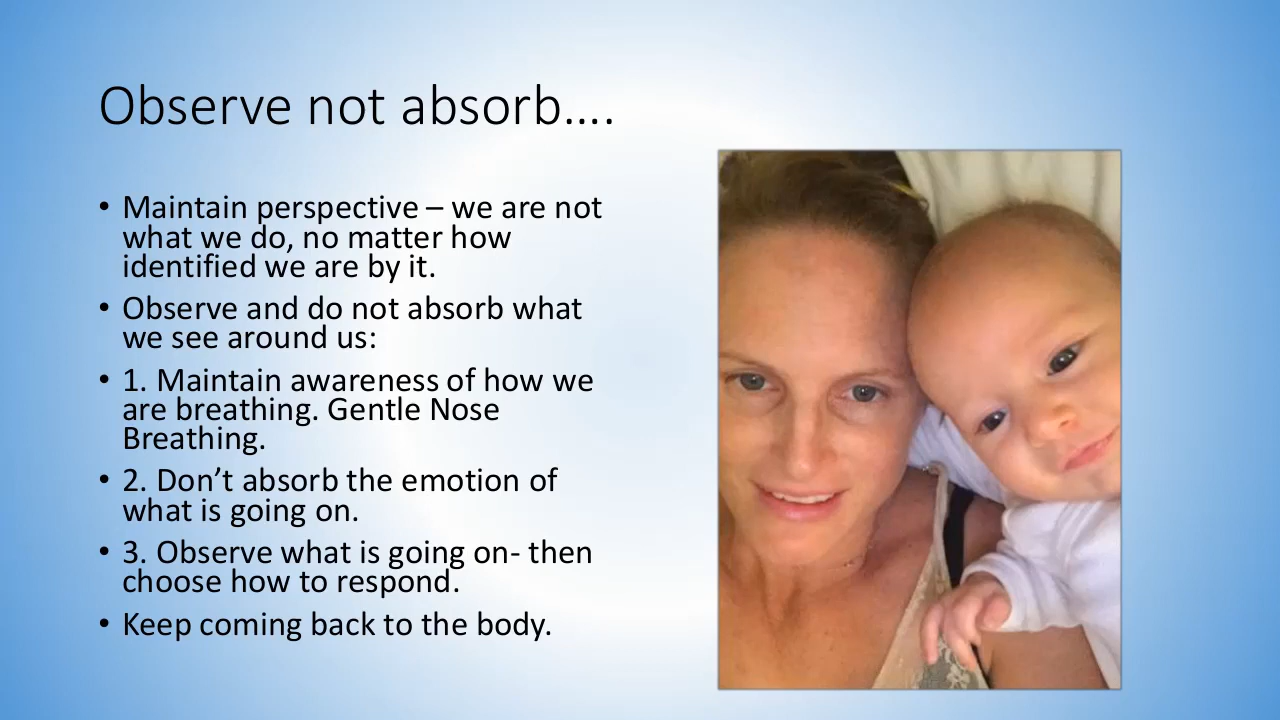 Observe not absorb….
• Maintain perspective – we are not
what we do, no matter how
identified we are by it.
• Observe and do not absorb what
we see around us:
• 1. Maintain awareness of how we
are breathing. Gentle Nose
Breathing.
• 2. Don’t absorb the emotion of
what is going on.
• 3. Observe what is going on- then
choose how to respond.
• Keep coming back to the body.